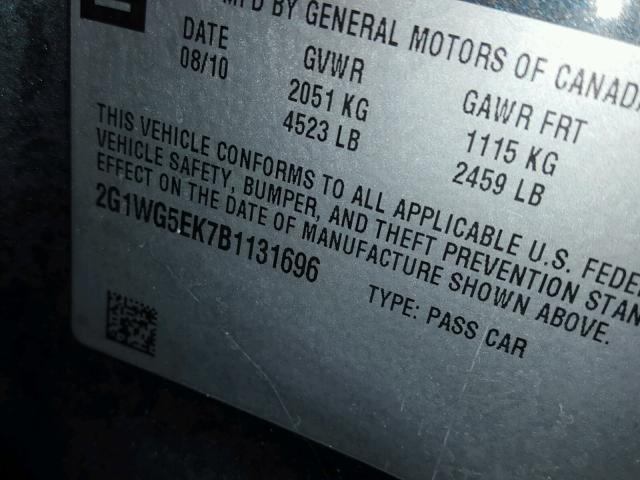 MFD BY GENERAL MOTORS OF CANADA
DATE GVWR GAWR FRT
08/10 2051 KG 1115 KG
4523 LB 2459 LB
THIS VEHICLE CONFORMS TO ALL APPLICABLE U.S. FEDE
VEHICLE SAFETY, BUMPER, AND THEFT PREVENTION STAN
EFFECT ON THE DATE OF MANUFACTURE SHOWN ABOVE.
2G1WG5EK7B1131696 TYPE: PASS CAR